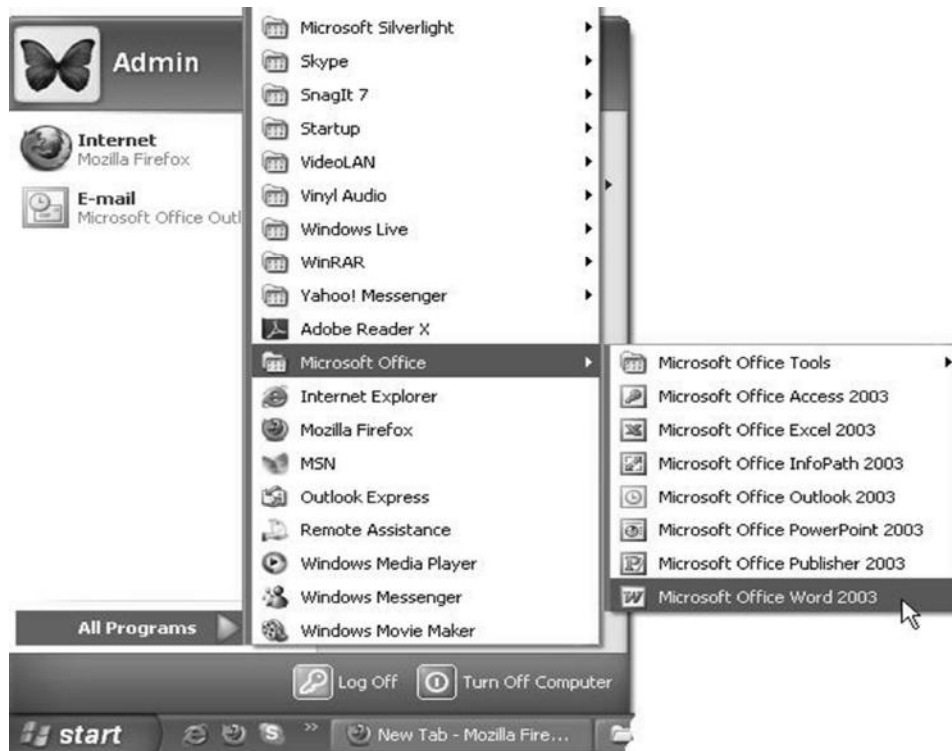 Admin
Internet
Mozilla Firefox
E-mail
Microsoft Office Outl
All Programs
Microsoft Silverlight
Skype
SnagIt 7
Startup
VideoLAN
Vinyl Audio
Windows Live
WinRAR
Yahoo! Messenger
Adobe Reader X
Microsoft Office
Internet Explorer
Mozilla Firefox
MSN
Outlook Express
Remote Assistance
Windows Media Player
Windows Messenger
Windows Movie Maker
Microsoft Office Tools
Microsoft Office Access 2003
Microsoft Office Excel 2003
Microsoft Office InfoPath 2003
Microsoft Office Outlook 2003
Microsoft Office PowerPoint 2003
Microsoft Office Publisher 2003
Microsoft Office Word 2003
Log Off
Turn Off Computer
start
New Tab - Mozilla Fire...